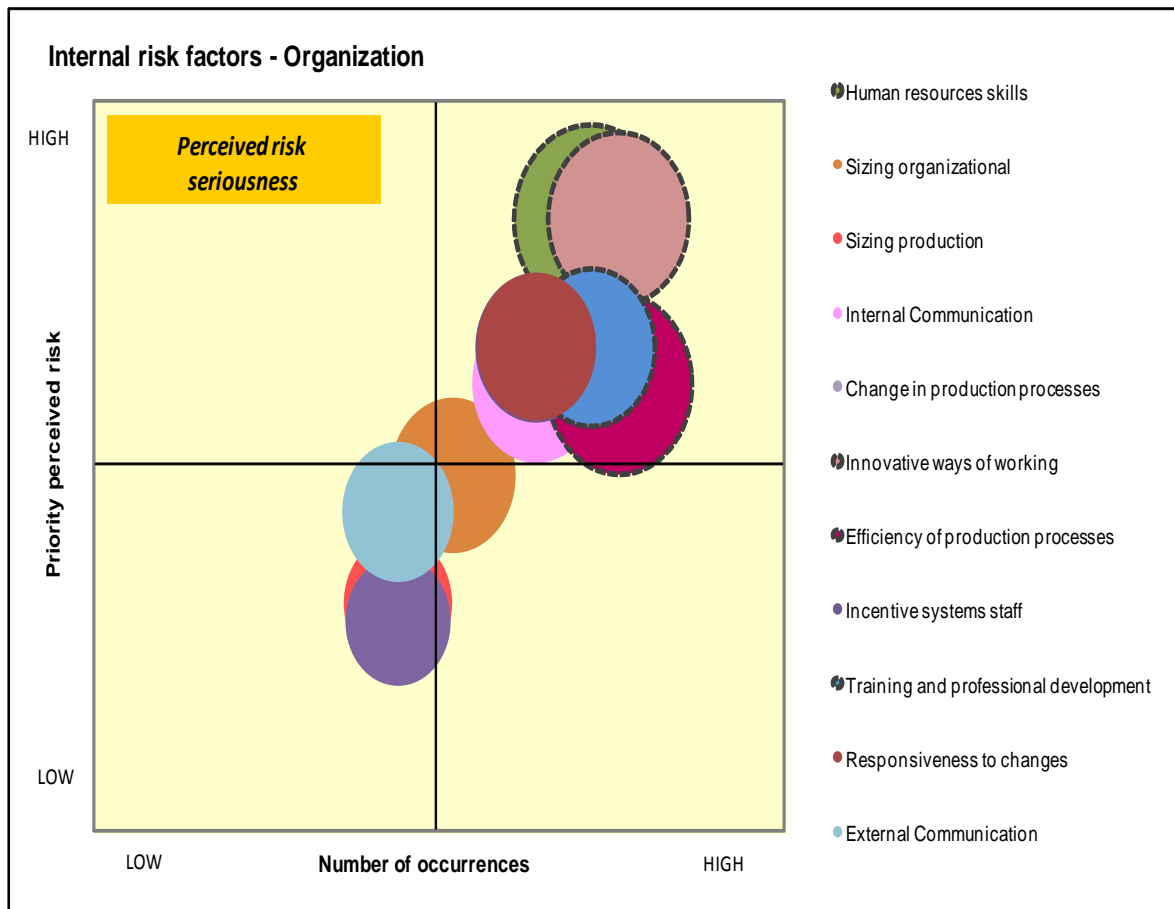 Internal risk factors - Organization
HIGH
Perceived risk
seriousness
Priority perceived risk
LOW
LOW
Number of occurrences
HIGH
Human resources skills
Sizing organizational
Sizing production
Internal Communication
Change in production processes
Innovative ways of working
Efficiency of production processes
Incentive systems staff
Training and professional development
Responsiveness to changes
External Communication